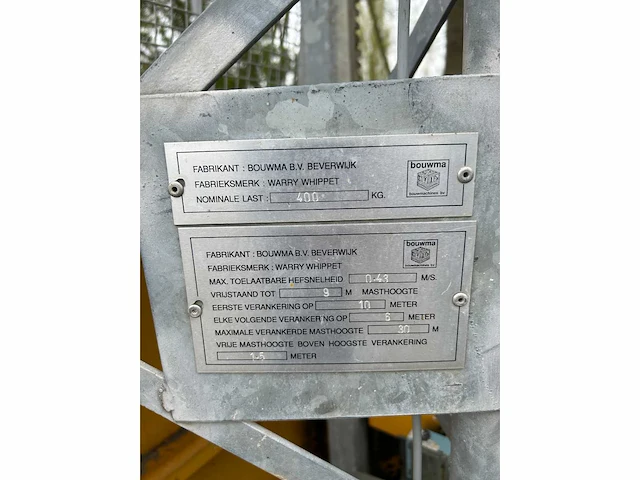 FABRIKANT : BOUWMA B.V. BEVERWIJK
FABRIEKSMERK : WARRY WHIPPET
NOMINALE LAST : 400 KG.
bouwma
FABRIKANT : BOUWMA B.V. BEVERWIJK
FABRIEKSMERK : WARRY WHIPPET
MAX. TOELAATBARE HEFSNELHEID 0-43 M/S.
VRIJSTAAND TOT 9 M MASTHOOGTE
EERSTE VERANKERING OP 10 METER
ELKE VOLGENDE VERANKERING OP 6 METER
MAXIMALE VERANKERDE MASTHOOGTE 30 M
VRIJE MASTHOOGTE BOVEN HOOGSTE VERANKERING
1-5 METER
bouwma